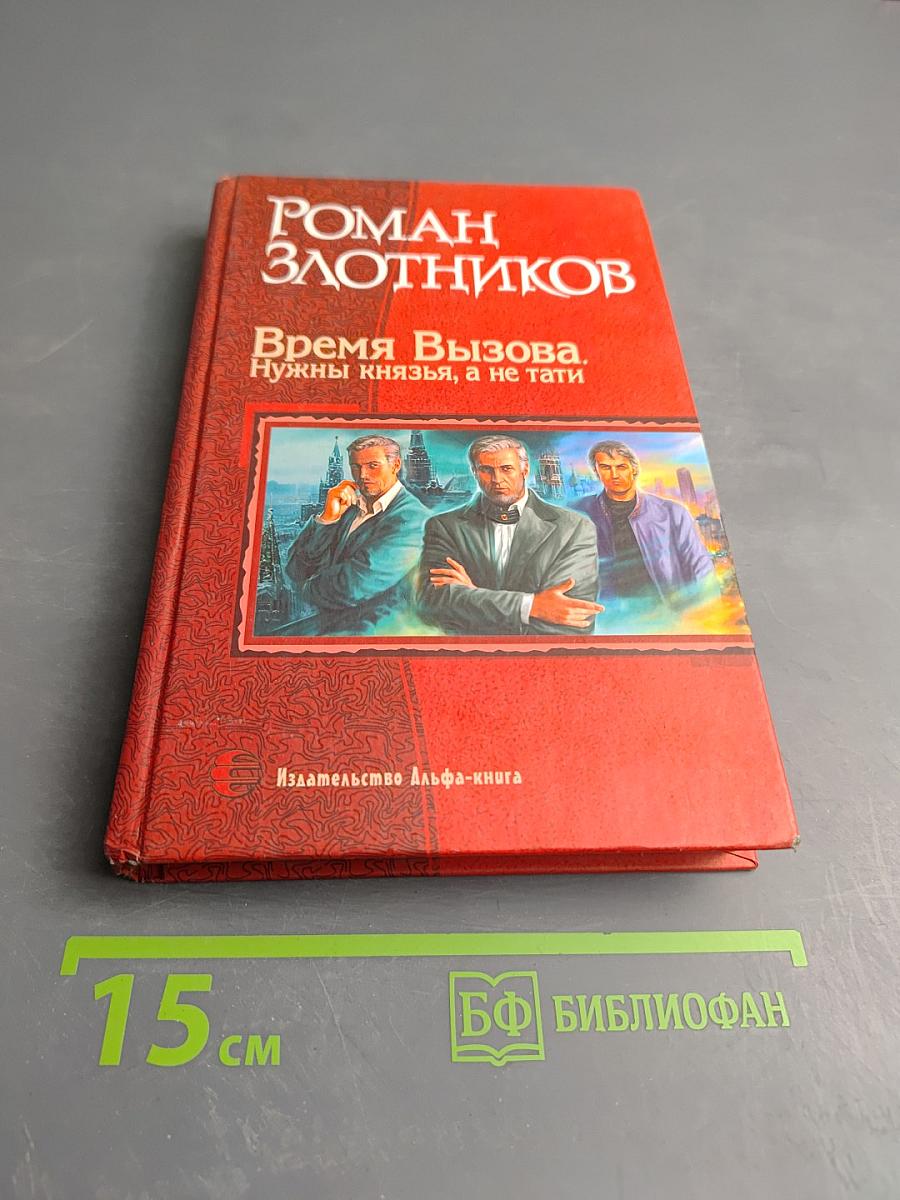 Роман
Злотников
Время Вызова.
Нужны князья, а не тати
Издательство Альфа-книга
15 см
БФ БИБЛИОФАН